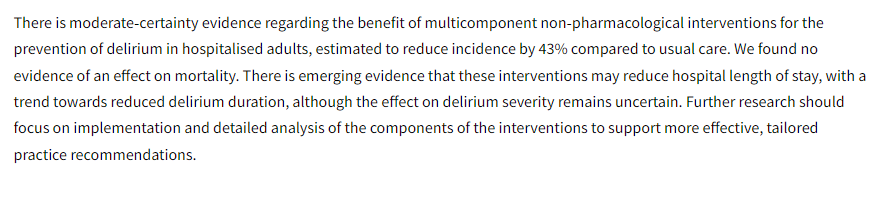 There is moderate-certainty evidence regarding the benefit of multicomponent non-pharmacological interventions for the
prevention of delirium in hospitalised adults, estimated to reduce incidence by 43% compared to usual care. We found no
evidence of an effect on mortality. There is emerging evidence that these interventions may reduce hospital length of stay, with a
trend towards reduced delirium duration, although the effect on delirium severity remains uncertain. Further research should
focus on implementation and detailed analysis of the components of the interventions to support more effective, tailored
practice recommendations.